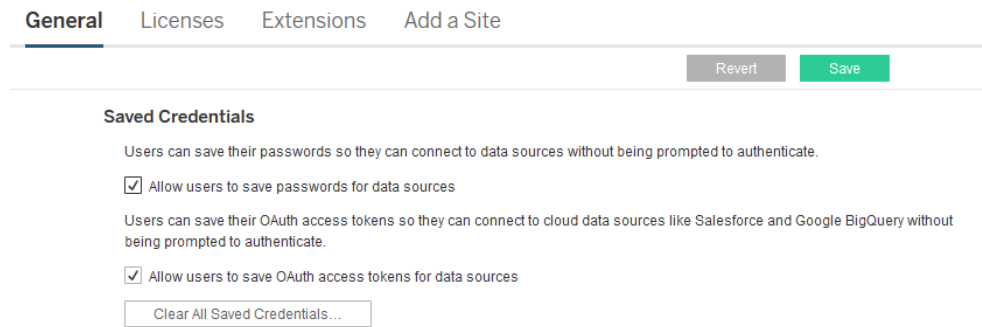 General Licenses Extensions Add a Site
Revert Save
Saved Credentials
Users can save their passwords so they can connect to data sources without being prompted to authenticate.
Allow users to save passwords for data sources
Users can save their OAuth access tokens so they can connect to cloud data sources like Salesforce and Google BigQuery without
being prompted to authenticate.
Allow users to save OAuth access tokens for data sources
Clear All Saved Credentials...